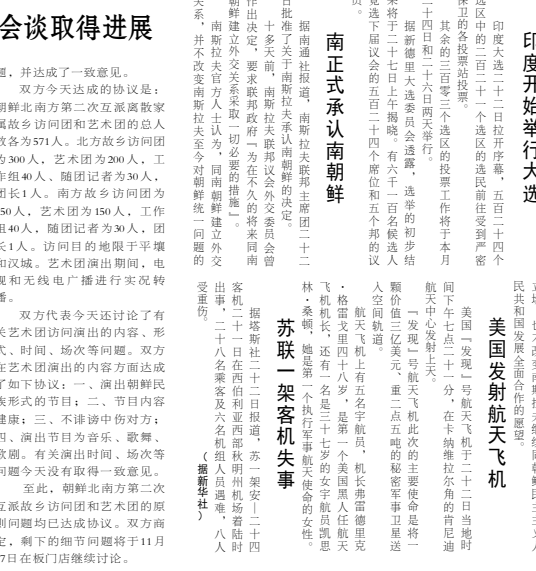 会谈取得进展
题，并达成了一致意见。
双方今天达成的协议是：
朝鲜北南方第二次互派离散家
属故乡访问团和艺术团的总人
数各为571人。北方故乡访问团
为300人，艺术团为200人，工
作组40人、随团记者为30人，
团长1人。南方故乡访问团为
50人，艺术团为150人，工作
组40人，随团记者为30人，团
长1人。访问目的地限于平壤
和汉城。艺术团演出期间，电
视和无线电广播进行实况转
播。
双方代表今天还讨论了有
关艺术团访问演出的内容、形
式、时间、场次等问题。双方
在艺术团演出的内容方面达成
了如下协议：一、演出朝鲜民
族形式的节目；二、节目内容
健康；三、不诽谤中伤对方；
四、演出节目为音乐、歌舞、
歌剧。有关演出时间、场次等
问题今天没有取得一致意见。
至此，朝鲜北南方第二次
互派故乡访问团和艺术团的原
则问题均已达成协议。双方商
定，剩下的细节问题将于11月
7日在板门店继续讨论。
印度开始举行大选
印度大选二十二日拉开序幕，五百二十四个
选区中的二百二十一个选区的选民前往受到严密
保卫的各投票站投票。
其余的三百零三个选区的投票工作将于本月
二十四日和二十六日两天举行。
据新德里大选委员会透露，选举的初步结
果将于二十七日上午揭晓。有六千一百名候选人
竞选下届议会的五百二十四个席位和五个邦的议
员。
南正式承认南朝鲜
据南通社报道，南斯拉夫联邦主席团二十二
日批准了关于南斯拉夫承认南朝鲜的决定。
十多天前，南斯拉夫联邦议会外交委员会曾
作出决定，要求联邦政府『为在不久的将来同南
朝鲜建立外交关系采取一切必要的措施』。
南斯拉夫官方人士认为，同南朝鲜建立外交
关系，并不改变南斯拉夫至今对朝鲜统一问题的
立场，也不改变南斯拉夫继续同朝鲜民主主义人
民共和国发展全面合作的愿望。
美国发射航天飞机
美国『发现』号航天飞机于二十二日当地时
间下午七点二十一分，在卡纳维拉尔角的肯尼迪
航天中心发射上天。
『发现』号航天飞机此次的主要使命是将一
颗价值三亿美元、重二点五吨的秘密军事卫星送
入空间轨道。
航天飞机上有五名宇航员，机长弗雷德里克
·格雷戈里四十八岁，是第一个美国黑人任航天
飞机机长，还有一名是三十七岁的女宇航员凯思
林·桑顿，她是第一个执行军事航天使命的女性。
苏联一架客机失事
据塔斯社二十二日报道，苏一架安—二十四
客机二十一日在西伯利亚西部秋明州机场着陆时
出事，二十八名乘客及六名机组人员遇难，八人
受重伤。
（据新华社）